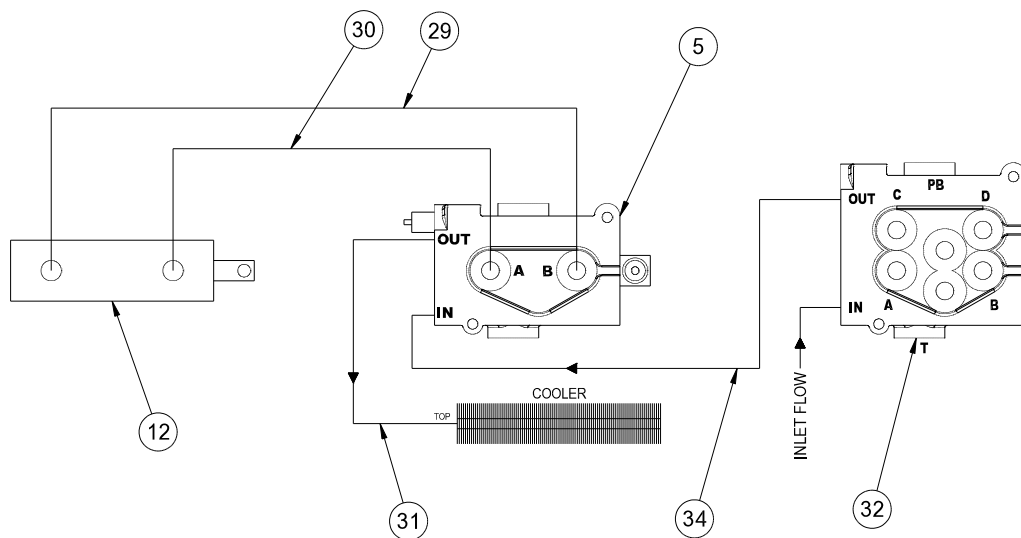 30
29
5
PB
OUT
C
D
OUT
A
B
IN
A
B
IN
T
COOLER
TOP
INLET FLOW
12
31
34
32